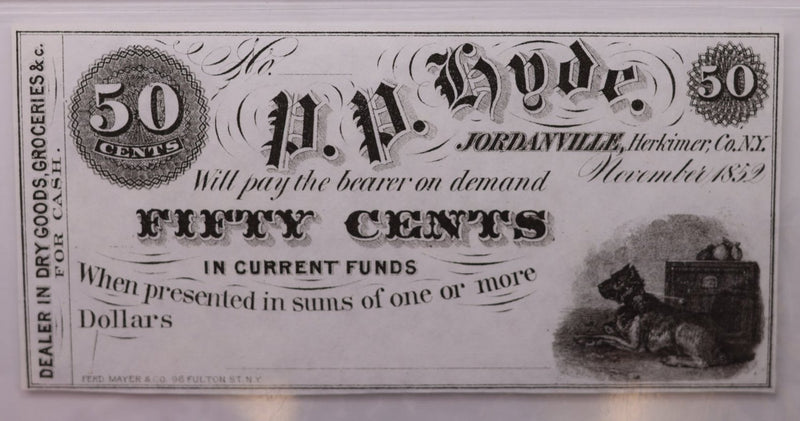 DEALER IN DRY GOODS, GROCERIES &c.
FOR CASH.
50
CENTS
No.
P. P. Hyde.
50
JORDANVILLE, Herkimer, Co. N.Y.
November 1852
Will pay the bearer on demand
FIFTY CENTS
IN CURRENT FUNDS
When presented in sums of one or more
Dollars
FERD MAYER & CO. 96 FULTON ST. N.Y.